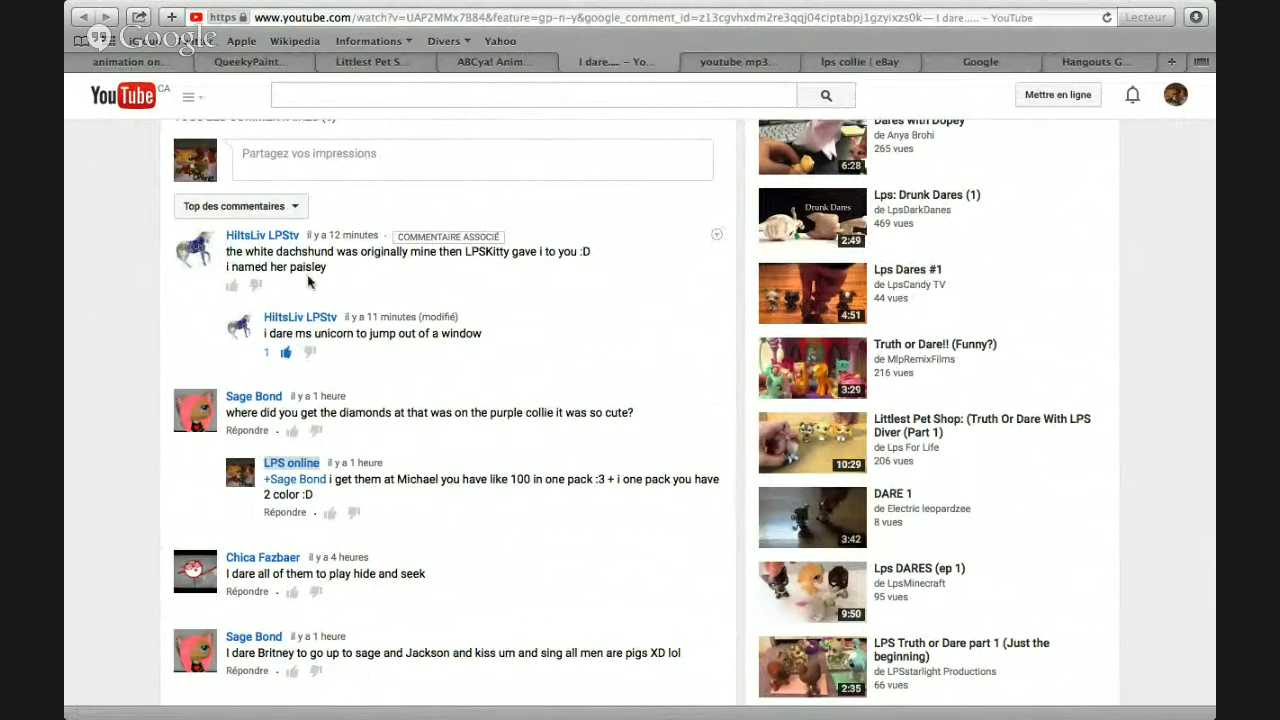 https www.youtube.com/watch?v=UAP2MMx7B84&feature=gp-n-y&google_comment_id=z13cgvhxdm2re3qqj04ciptabpj1gzyixzs0k — I dare..... – YouTube
Lecteur
Google
Apple Wikipedia Informations Divers Yahoo
animation on... QueekyPaint... Littlest Pet S... ABCya! Anim... I dare..... – Yo... youtube mp3... lps collie | eBay Google Hangouts G...
YouTube CA
Mettre en ligne
Partagez vos impressions
Top des commentaires
HiltsLiv LPStv il y a 12 minutes · COMMENTAIRE ASSOCIÉ
the white dachshund was originally mine then LPSKitty gave i to you :D
i named her paisley
HiltsLiv LPStv il y a 11 minutes (modifié)
i dare ms unicorn to jump out of a window
1
Sage Bond il y a 1 heure
where did you get the diamonds at that was on the purple collie it was so cute?
Répondre ·
LPS online il y a 1 heure
+Sage Bond i get them at Michael you have like 100 in one pack :3 + i one pack you have
2 color :D
Répondre ·
Chica Fazbaer il y a 4 heures
I dare all of them to play hide and seek
Répondre ·
Sage Bond il y a 1 heure
I dare Britney to go up to sage and Jackson and kiss um and sing all men are pigs XD lol
Répondre ·
Dares with Dopey
de Anya Brohi
265 vues
6:28
Lps: Drunk Dares (1)
de LpsDarkDanes
469 vues
Drunk Dares
2:49
Lps Dares #1
de LpsCandy TV
44 vues
4:51
Truth or Dare!! (Funny?)
de MlpRemixFilms
216 vues
3:29
Littlest Pet Shop: (Truth Or Dare With LPS
Diver (Part 1)
de Lps For Life
206 vues
10:29
DARE 1
de Electric leopardzee
8 vues
3:42
Lps DARES (ep 1)
de LpsMinecraft
95 vues
9:50
LPS Truth or Dare part 1 (Just the
beginning)
de LPSstarlight Productions
66 vues
2:35